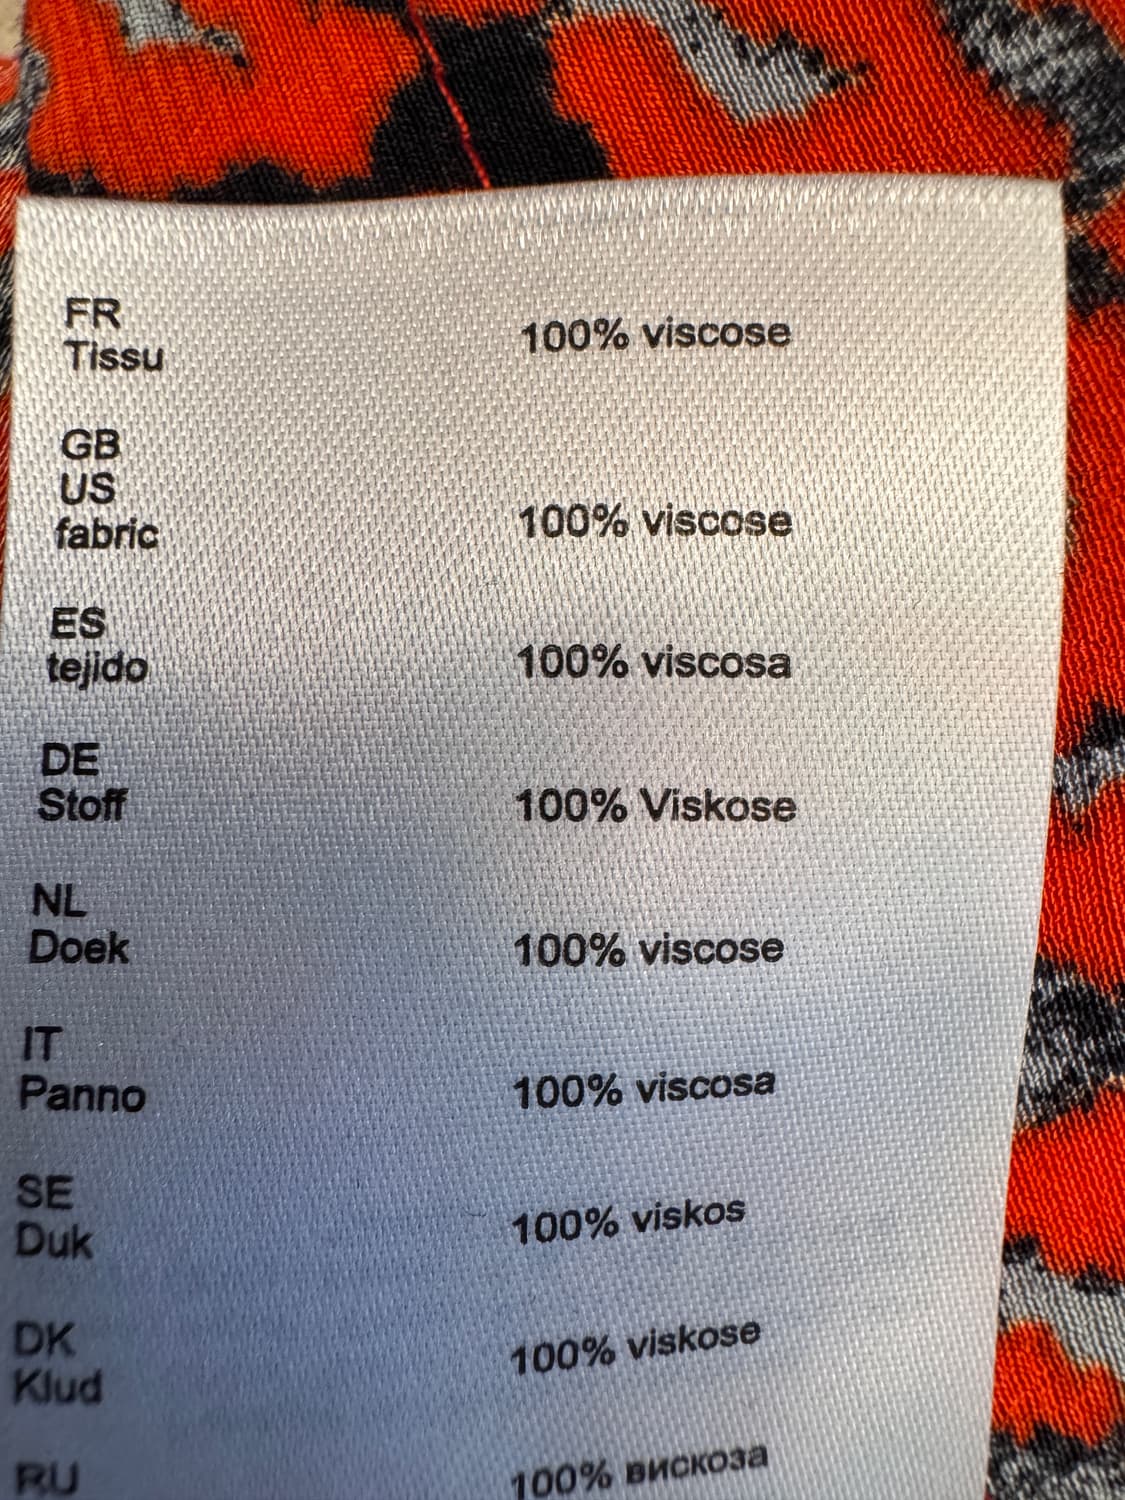 FR
Tissu 100% viscose
GB
US
fabric 100% viscose
ES
tejido 100% viscosa
DE
Stoff 100% Viskose
NL
Doek 100% viscose
IT
Panno 100% viscosa
SE
Duk 100% viskos
DK
Klud 100% viskose
RU 100% вискоза